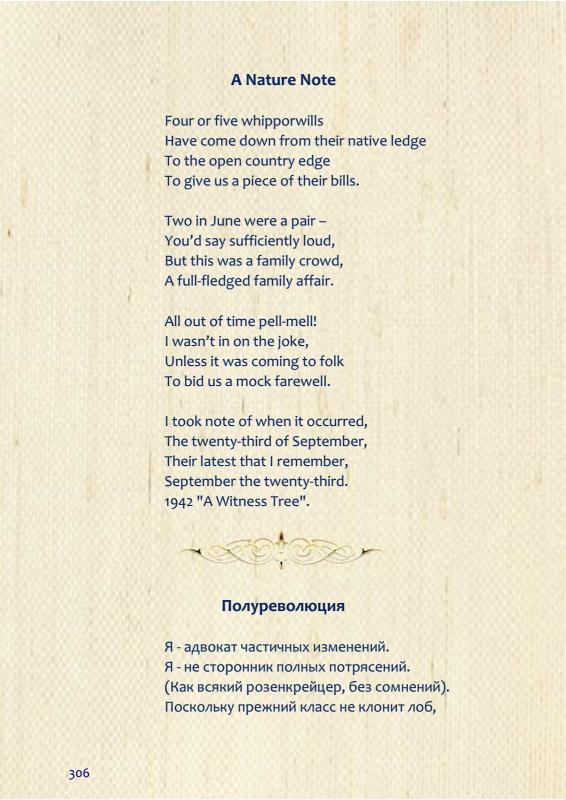 A Nature Note
Four or five whipporwills
Have come down from their native ledge
To the open country edge
To give us a piece of their bills.
Two in June were a pair –
You'd say sufficiently loud,
But this was a family crowd,
A full-fledged family affair.
All out of time pell-mell!
I wasn't in on the joke,
Unless it was coming to folk
To bid us a mock farewell.
I took note of when it occurred,
The twenty-third of September,
Their latest that I remember,
September the twenty-third.
1942 "A Witness Tree".
Полуреволюция
Я - адвокат частичных изменений.
Я - не сторонник полных потрясений.
(Как всякий розенкрейцер, без сомнений).
Поскольку прежний класс не клонит лоб,
306